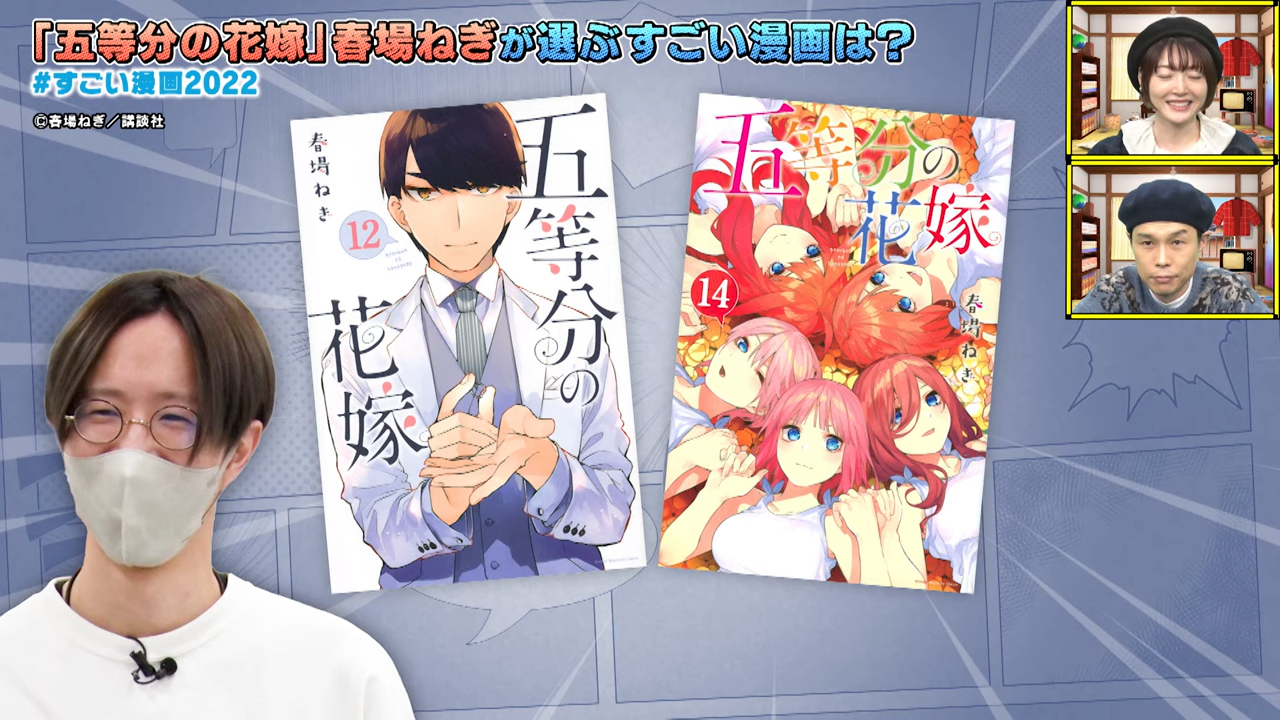 「五等分の花嫁」春場ねぎが選ぶすごい漫画は?
#すごい漫画2022
©春場ねぎ/講談社
春場ねぎ
12
五等分の
花嫁
五等分の
花嫁
14
春場ねぎ